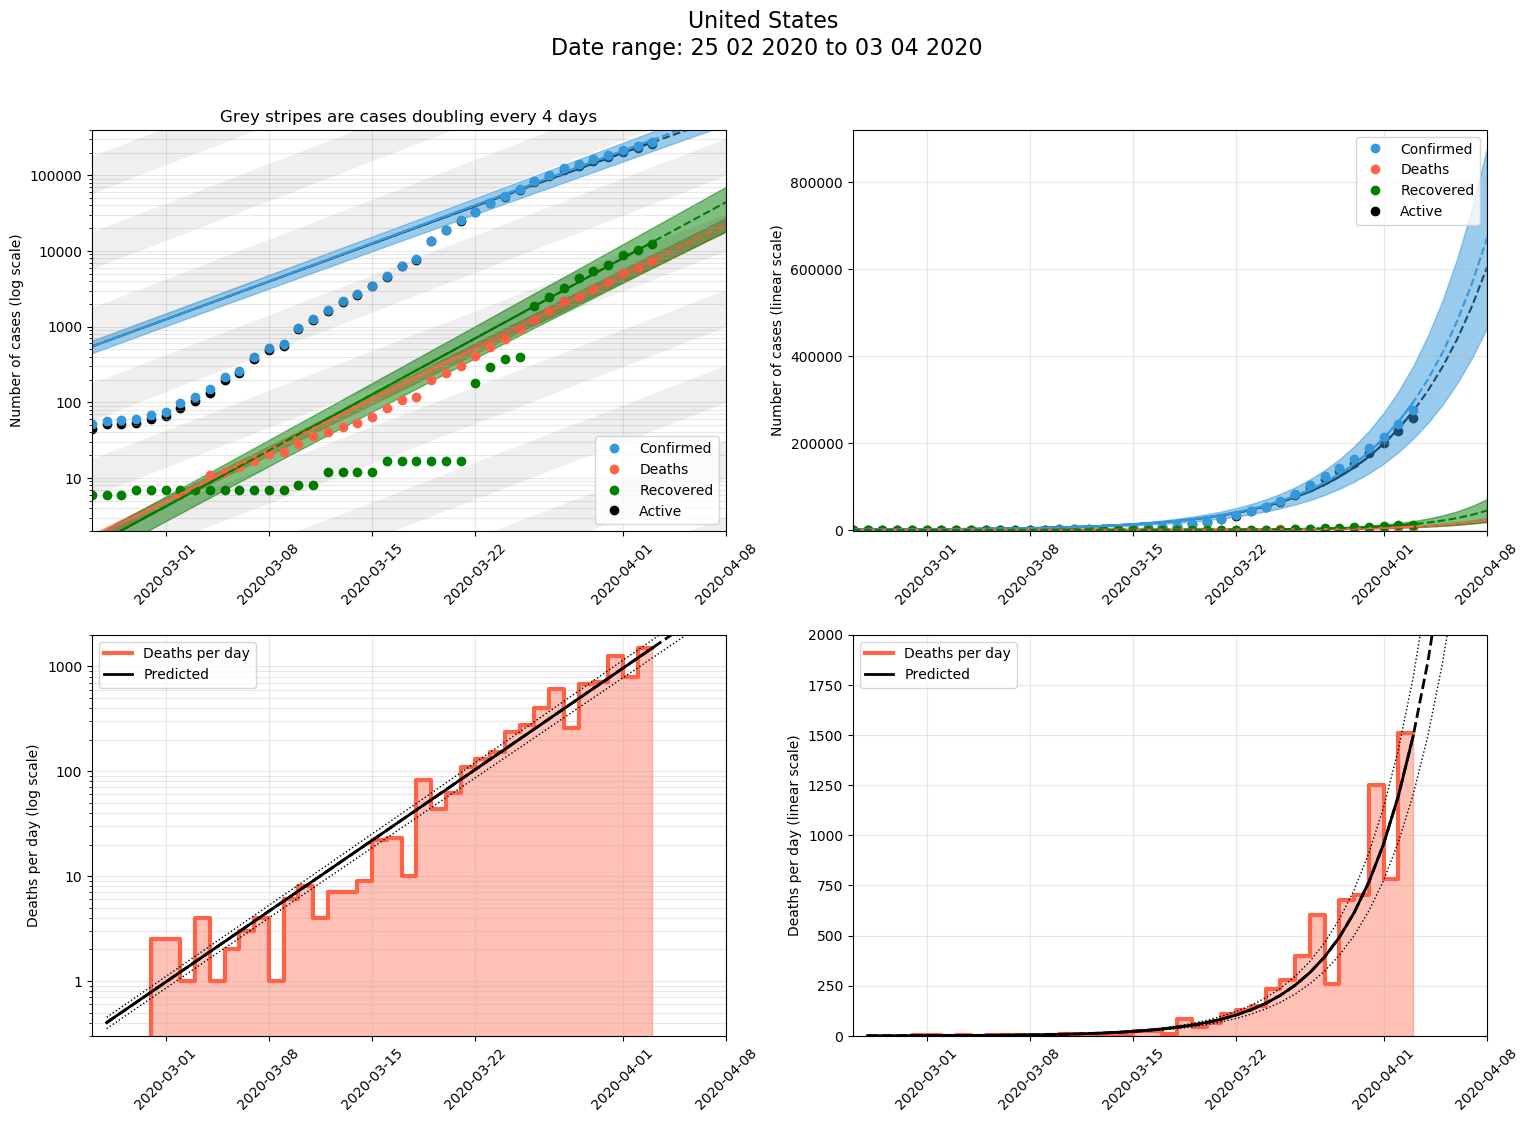 United States
Date range: 25 02 2020 to 03 04 2020
Grey stripes are cases doubling every 4 days
Number of cases (log scale)
100000
10000
1000
100
10
Confirmed
Deaths
Recovered
Active
2020-03-01
2020-03-08
2020-03-15
2020-03-22
2020-04-01
2020-04-08
Number of cases (linear scale)
800000
600000
400000
200000
0
Confirmed
Deaths
Recovered
Active
2020-03-01
2020-03-08
2020-03-15
2020-03-22
2020-04-01
2020-04-08
Deaths per day (log scale)
1000
100
10
1
Deaths per day
Predicted
2020-03-01
2020-03-08
2020-03-15
2020-03-22
2020-04-01
2020-04-08
Deaths per day (linear scale)
2000
1750
1500
1250
1000
750
500
250
0
Deaths per day
Predicted
2020-03-01
2020-03-08
2020-03-15
2020-03-22
2020-04-01
2020-04-08